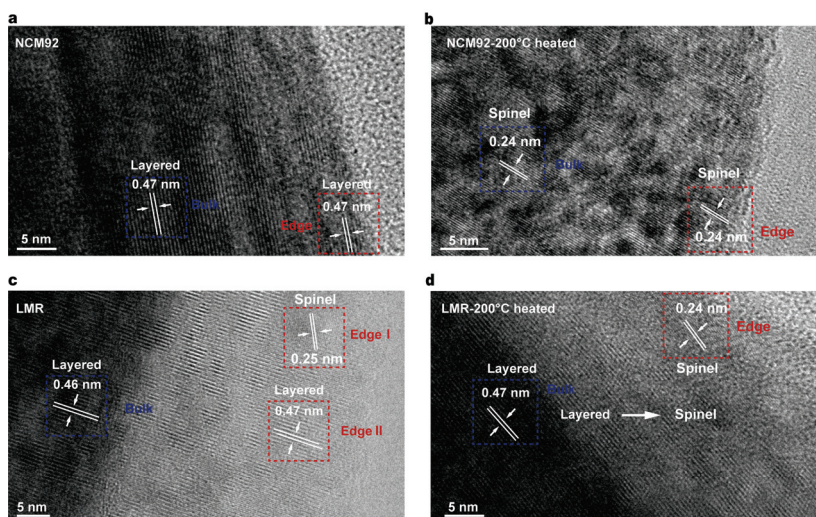 a
NCM92
Layered
0.47 nm
Bulk
Layered
0.47 nm
Edge
5 nm
b
NCM92-200°C heated
Spinel
0.24 nm
Bulk
Spinel
0.24 nm
Edge
5 nm
c
LMR
Spinel
Edge I
0.25 nm
Layered
0.46 nm
Bulk
Layered
0.47 nm
Edge II
5 nm
d
LMR-200°C heated
0.24 nm
Edge
Spinel
Layered
0.47 nm
Bulk
Layered
Spinel
5 nm